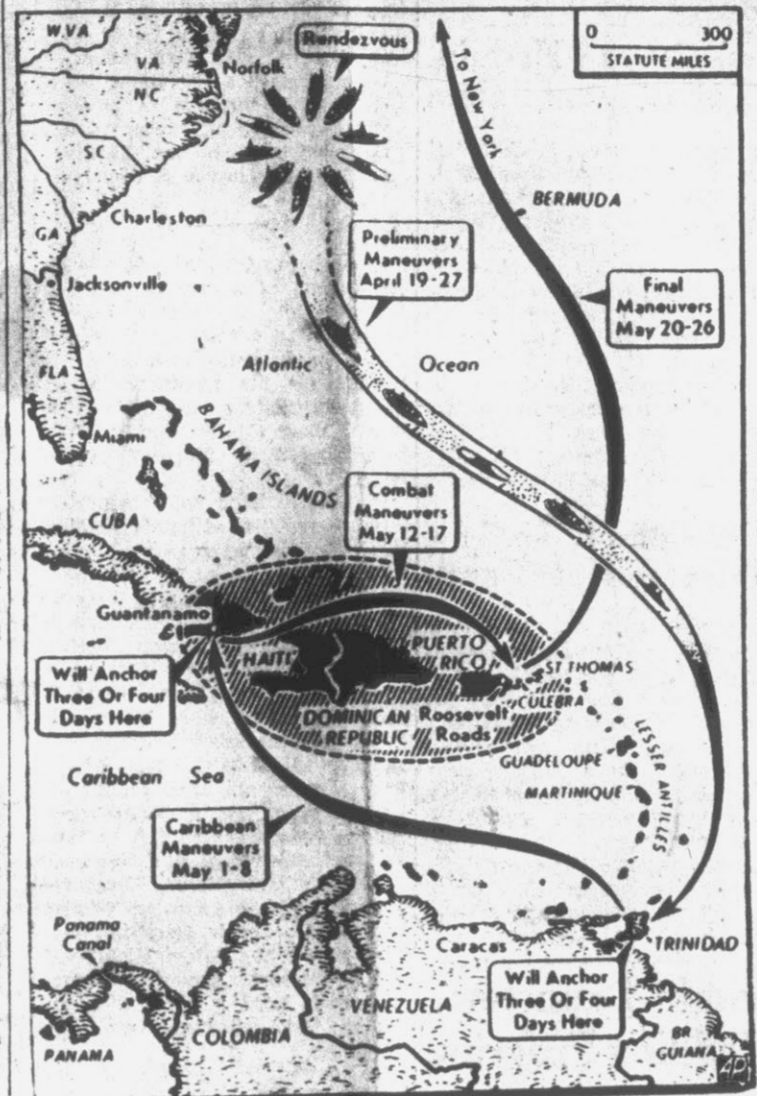 W.VA
VA
NC
SC
GA
FLA
Norfolk
Rendezvous
To New York
0 300
STATUTE MILES
BERMUDA
Charleston
Jacksonville
Miami
Preliminary
Maneuvers
April 19-27
Final
Maneuvers
May 20-26
Atlantic Ocean
BAHAMA ISLANDS
CUBA
Combat
Maneuvers
May 12-17
Guantanamo
Will Anchor
Three Or Four
Days Here
HAITI
DOMINICAN
REPUBLIC
PUERTO
RICO
Roosevelt
Roads
ST THOMAS
CULEBRA
GUADELOUPE
MARTINIQUE
LESSER ANTILLES
Caribbean Sea
Caribbean
Maneuvers
May 1-8
Panama
Canal
PANAMA
COLOMBIA
Caracas
VENEZUELA
TRINIDAD
Will Anchor
Three Or Four
Days Here
BR
GUIANA
AP